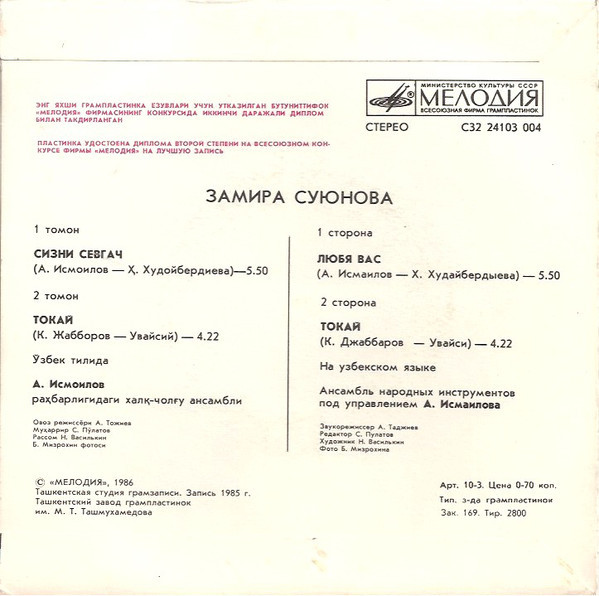 ЭНГ ЯХШИ ГРАМПЛАСТИНКА ЕЗУВЛАРИ УЧУН УТКАЗИЛГАН БУТУНИТТИФОК
«МЕЛОДИЯ» ФИРМАСИНИНГ КОНКУРСИДА ИККИНЧИ ДАРАЖАЛИ ДИПЛОМ
БИЛАН ТАКДИРЛАНГАН
ПЛАСТИНКА УДОСТОЕНА ДИПЛОМА ВТОРОЙ СТЕПЕНИ НА ВСЕСОЮЗНОМ КОН-
КУРСЕ ФИРМЫ «МЕЛОДИЯ» НА ЛУЧШУЮ ЗАПИСЬ
МИНИСТЕРСТВО КУЛЬТУРЫ СССР
МЕЛОДИЯ
ВСЕСОЮЗНАЯ ФИРМА ГРАМПЛАСТИНОК
СТЕРЕО С32 24103 004
ЗАМИРА СУЮНОВА
1 томон
СИЗНИ СЕВГАЧ
(А. Исмоилов — Ҳ. Худойбердиева)—5.50
2 томон
ТОКАЙ
(К. Жабборов — Увайсий) — 4.22
Ўзбек тилида
А. Исмоилов
раҳбарлигидаги халқ-чолғу ансамбли
Овоз режиссёри А. Тожиев
Муҳаррир С. Пўлатов
Рассом Н. Василькин
Б. Мизрохин фотоси
1 сторона
ЛЮБЯ ВАС
(А. Исмаилов — Х. Худайбердыева) — 5.50
2 сторона
ТОКАЙ
(К. Джаббаров — Увайси) — 4.22
На узбекском языке
Ансамбль народных инструментов
под управлением А. Исмаилова
Звукорежиссер А. Таджиев
Редактор С. Пулатов
Художник Н. Василькин
Фото Б. Мизрохина
© «МЕЛОДИЯ», 1986
Ташкентская студия грамзаписи. Запись 1985 г.
Ташкентский завод грампластинок
им. М. Т. Ташмухамедова
Арт. 10-3. Цена 0-70 коп.
Тип. з-да грампластинок
Зак. 169. Тир. 2800